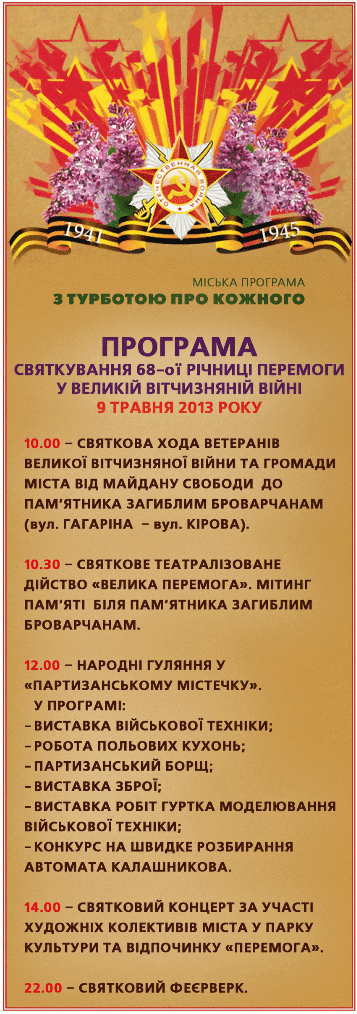 ОТЕЧЕСТВЕННАЯ ВОЙНА
1941
1945
МІСЬКА ПРОГРАМА
З ТУРБОТОЮ ПРО КОЖНОГО
ПРОГРАМА
СВЯТКУВАННЯ 68-ої РІЧНИЦІ ПЕРЕМОГИ
У ВЕЛИКІЙ ВІТЧИЗНЯНІЙ ВІЙНІ
9 ТРАВНЯ 2013 РОКУ
10.00 – СВЯТКОВА ХОДА ВЕТЕРАНІВ
ВЕЛИКОЇ ВІТЧИЗНЯНОЇ ВІЙНИ ТА ГРОМАДИ
МІСТА ВІД МАЙДАНУ СВОБОДИ ДО
ПАМ'ЯТНИКА ЗАГИБЛИМ БРОВАРЧАНАМ
(вул. ГАГАРІНА – вул. КІРОВА).
10.30 – СВЯТКОВЕ ТЕАТРАЛІЗОВАНЕ
ДІЙСТВО «ВЕЛИКА ПЕРЕМОГА». МІТИНГ
ПАМ'ЯТІ БІЛЯ ПАМ'ЯТНИКА ЗАГИБЛИМ
БРОВАРЧАНАМ.
12.00 – НАРОДНІ ГУЛЯННЯ У
«ПАРТИЗАНСЬКОМУ МІСТЕЧКУ».
У ПРОГРАМІ:
– ВИСТАВКА ВІЙСЬКОВОЇ ТЕХНІКИ;
– РОБОТА ПОЛЬОВИХ КУХОНЬ;
– ПАРТИЗАНСЬКИЙ БОРЩ;
– ВИСТАВКА ЗБРОЇ;
– ВИСТАВКА РОБІТ ГУРТКА МОДЕЛЮВАННЯ
ВІЙСЬКОВОЇ ТЕХНІКИ;
– КОНКУРС НА ШВИДКЕ РОЗБИРАННЯ
АВТОМАТА КАЛАШНИКОВА.
14.00 – СВЯТКОВИЙ КОНЦЕРТ ЗА УЧАСТІ
ХУДОЖНІХ КОЛЕКТИВІВ МІСТА У ПАРКУ
КУЛЬТУРИ ТА ВІДПОЧИНКУ «ПЕРЕМОГА».
22.00 – СВЯТКОВИЙ ФЕЄРВЕРК.